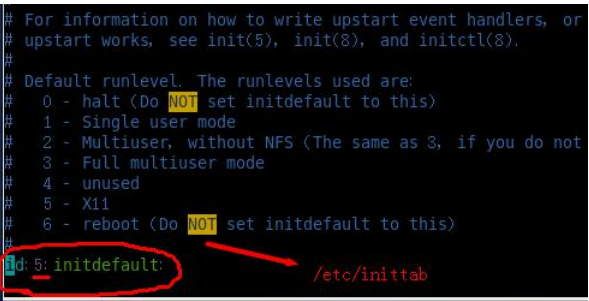 # For information on how to write upstart event handlers, or
# upstart works, see init(5), init(8), and initctl(8).
#
# Default runlevel. The runlevels used are:
#   0 - halt (Do NOT set initdefault to this)
#   1 - Single user mode
#   2 - Multiuser, without NFS (The same as 3, if you do not
#   3 - Full multiuser mode
#   4 - unused
#   5 - X11
#   6 - reboot (Do NOT set initdefault to this)
#
id:5:initdefault:
/etc/inittab